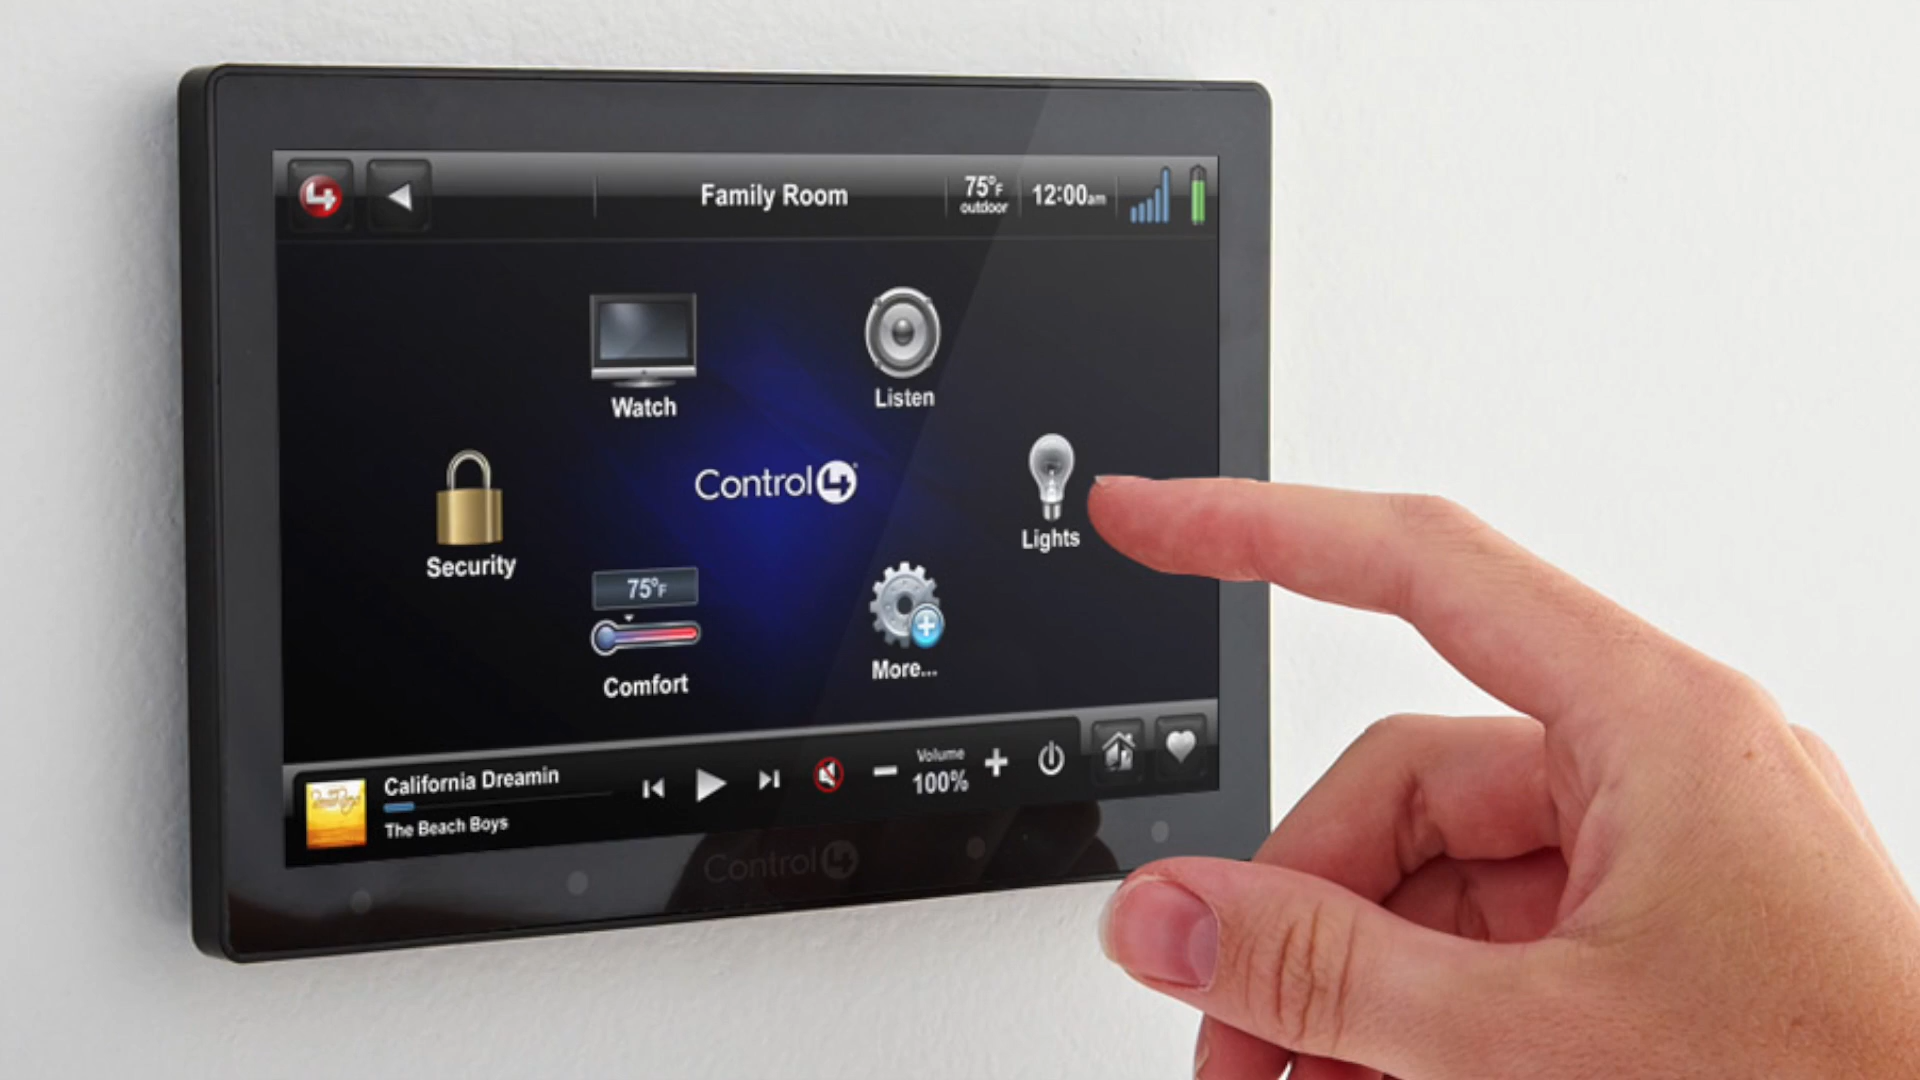 Family Room
75°F
outdoor
12:00am
Watch
Listen
Control4
Lights
Security
75°F
Comfort
More...
California Dreamin
The Beach Boys
Volume
100%
Control4